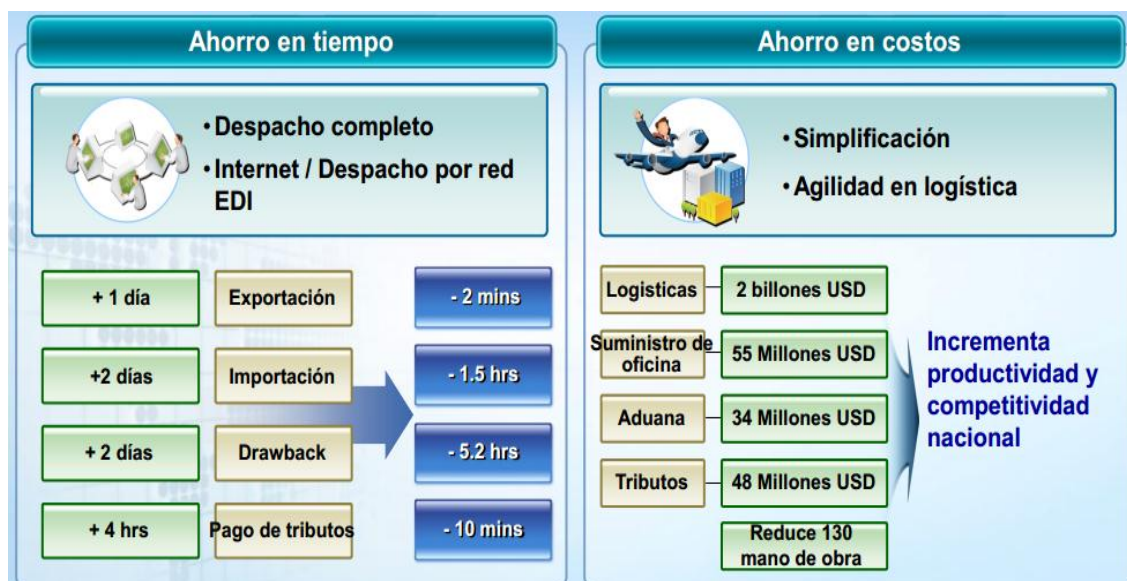 Ahorro en tiempo
• Despacho completo
• Internet / Despacho por red
EDI
+ 1 día
Exportación
- 2 mins
+2 días
Importación
- 1.5 hrs
+ 2 días
Drawback
- 5.2 hrs
+ 4 hrs
Pago de tributos
- 10 mins
Ahorro en costos
• Simplificación
• Agilidad en logística
Logisticas
2 billones USD
Suministro de
oficina
55 Millones USD
Aduana
34 Millones USD
Tributos
48 Millones USD
Reduce 130
mano de obra
Incrementa
productividad y
competitividad
nacional